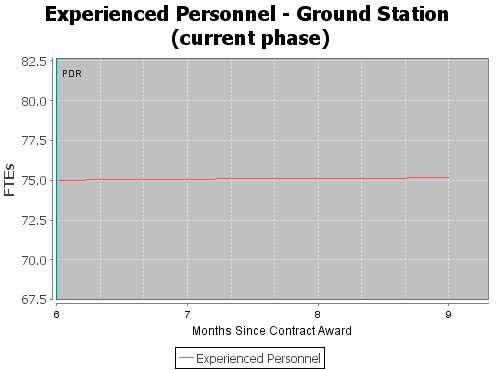 Experienced Personnel - Ground Station
(current phase)
82.5
PDR
80.0
77.5
75.0
72.5
70.0
67.5
FTEs
6 7 8 9
Months Since Contract Award
Experienced Personnel